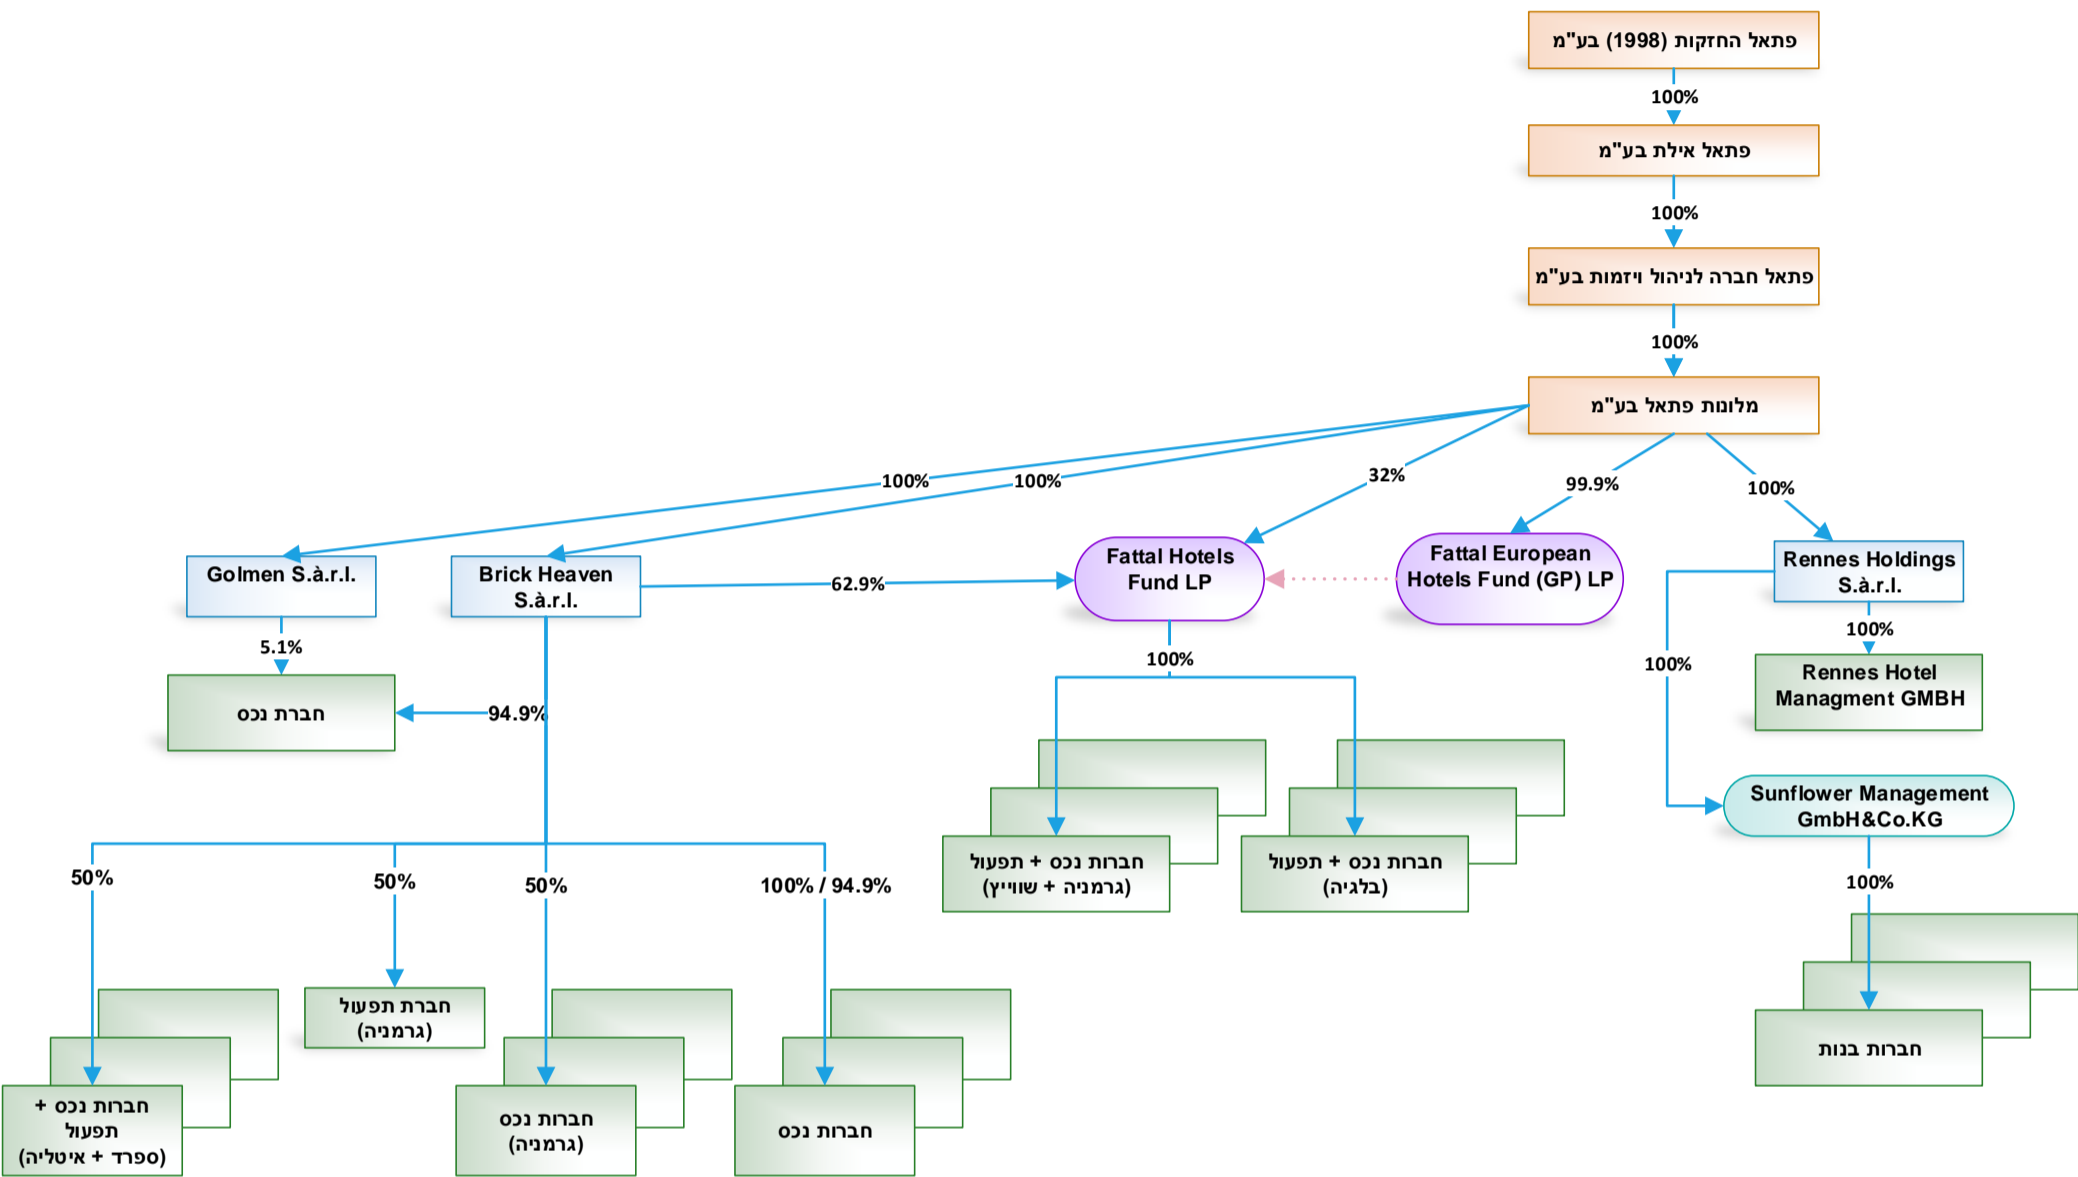 פתאל החזקות (1998) בע"מ
100%
פתאל אילת בע"מ
100%
פתאל חברה לניהול ויזמות בע"מ
100%
מלונות פתאל בע"מ
100%
100%
32%
99.9%
100%
Golmen S.à.r.l.
Brick Heaven
S.à.r.l.
Fattal Hotels
Fund LP
Fattal European
Hotels Fund (GP) LP
Rennes Holdings
S.à.r.l.
62.9%
5.1%
100%
100%
100%
חברת נכס
94.9%
Rennes Hotel
Managment GMBH
Sunflower Management
GmbH&Co.KG
חברות נכס + תפעול
(גרמניה + שווייץ)
חברות נכס + תפעול
(בלגיה)
100%
50%
50%
50%
100% / 94.9%
חברת תפעול
(גרמניה)
חברות בנות
חברות נכס +
תפעול
(ספרד + איטליה)
חברות נכס
(גרמניה)
חברות נכס